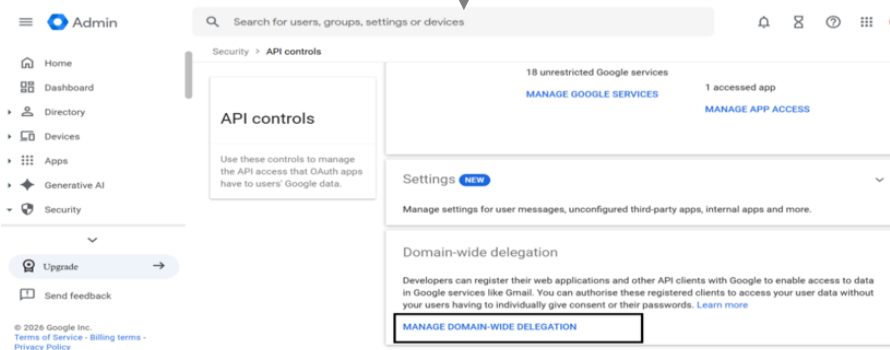 Admin
Search for users, groups, settings or devices
Security > API controls
Home
Dashboard
Directory
Devices
Apps
Generative AI
Security
Upgrade
Send feedback
© 2026 Google Inc.
Terms of Service - Billing terms -
Privacy Policy
API controls
Use these controls to manage
the API access that OAuth apps
have to users' Google data.
18 unrestricted Google services
MANAGE GOOGLE SERVICES
1 accessed app
MANAGE APP ACCESS
Settings NEW
Manage settings for user messages, unconfigured third-party apps, internal apps and more.
Domain-wide delegation
Developers can register their web applications and other API clients with Google to enable access to data
in Google services like Gmail. You can authorise these registered clients to access your user data without
your users having to individually give consent or their passwords. Learn more
MANAGE DOMAIN-WIDE DELEGATION